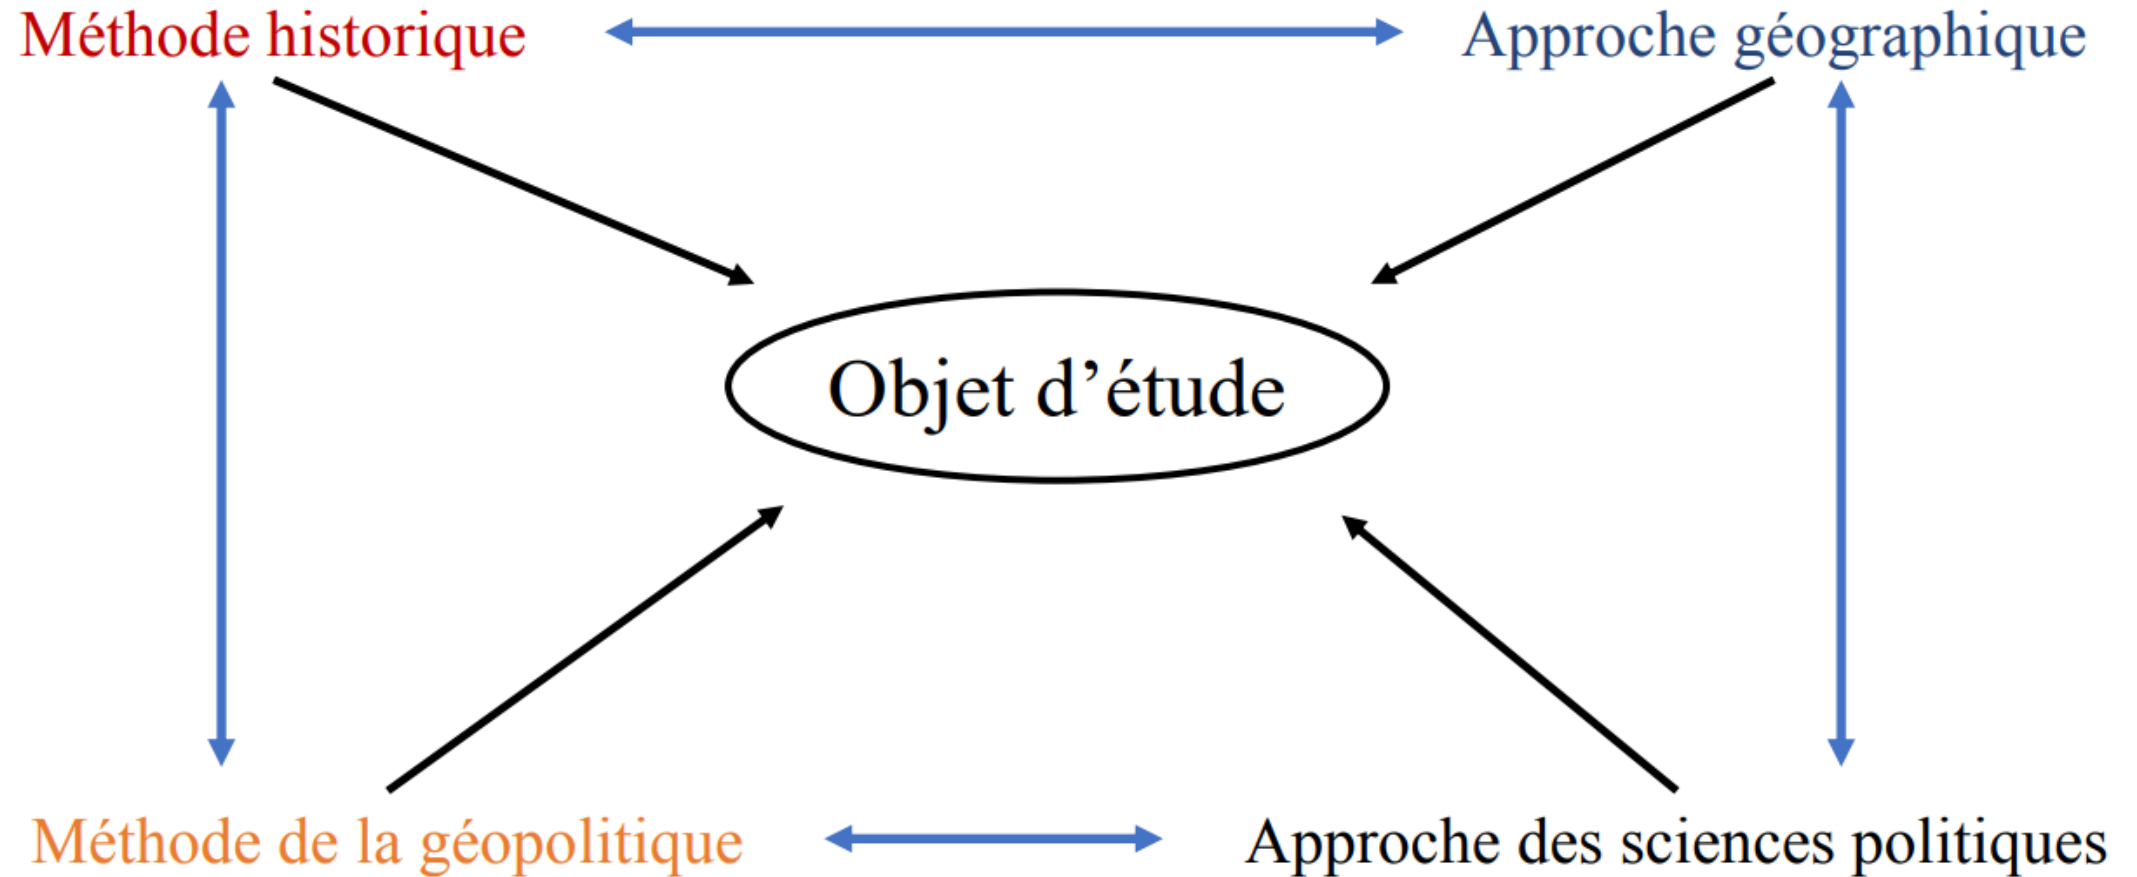 Méthode historique
Approche géographique
Objet d’étude
Méthode de la géopolitique
Approche des sciences politiques